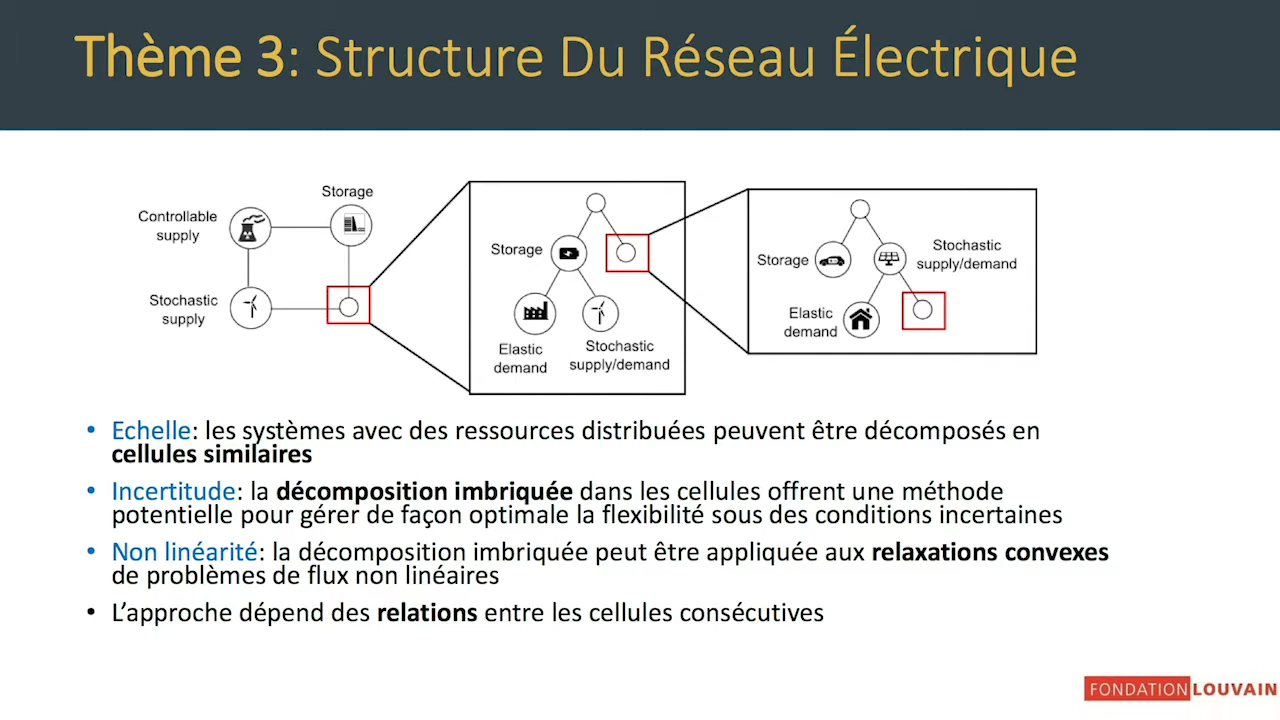 Thème 3: Structure Du Réseau Électrique
Storage
Controllable
supply
Stochastic
supply
Storage
Elastic
demand
Stochastic
supply/demand
Storage
Stochastic
supply/demand
Elastic
demand
• Echelle: les systèmes avec des ressources distribuées peuvent être décomposés en
cellules similaires
• Incertitude: la décomposition imbriquée dans les cellules offrent une méthode
potentielle pour gérer de façon optimale la flexibilité sous des conditions incertaines
• Non linéarité: la décomposition imbriquée peut être appliquée aux relaxations convexes
de problèmes de flux non linéaires
• L’approche dépend des relations entre les cellules consécutives
FONDATION LOUVAIN